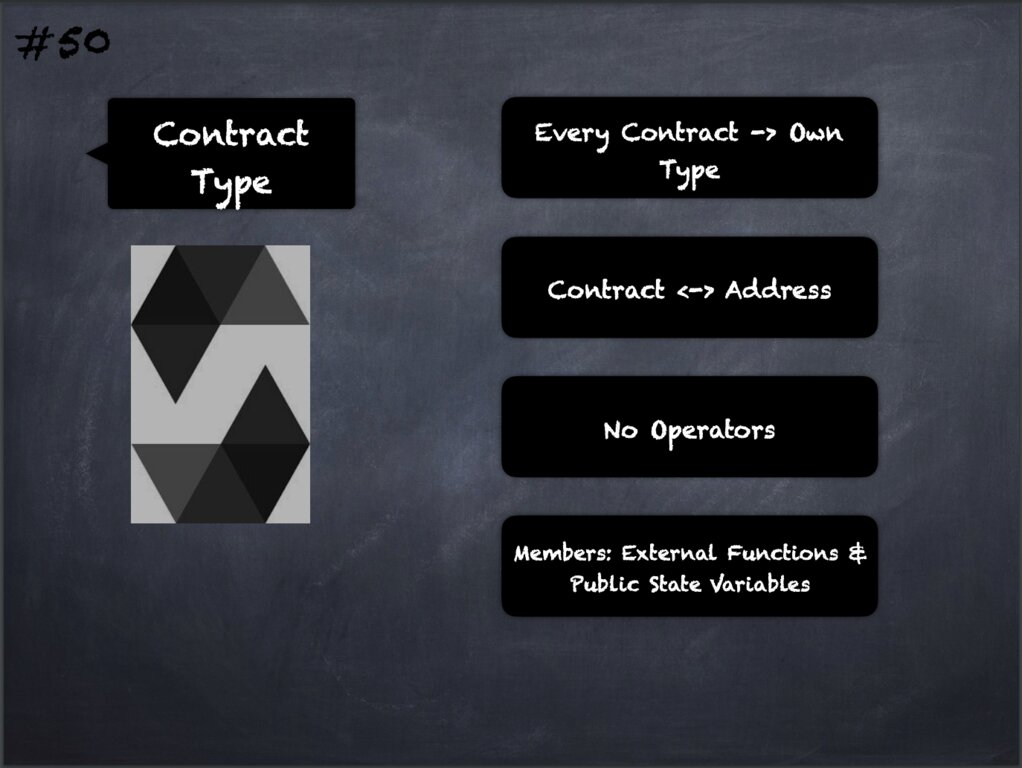 #50
Contract
Type
Every Contract -> Own
Type
Contract <-> Address
No Operators
Members: External Functions &
Public State Variables